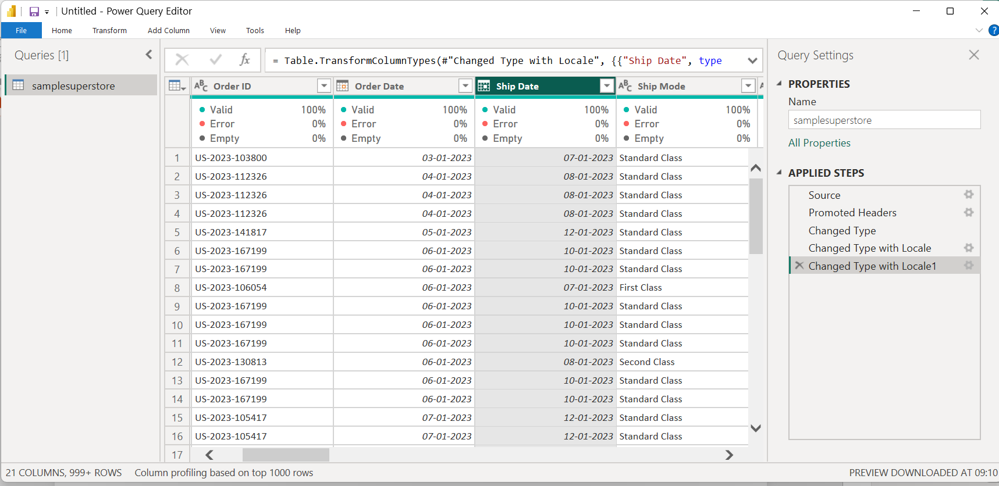 Untitled - Power Query Editor
File Home Transform Add Column View Tools Help ?
Queries [1]
samplesuperstore
fx = Table.TransformColumnTypes(#"Changed Type with Locale", {{"Ship Date", type
ABC Order ID Order Date Ship Date ABC Ship Mode
Valid 100% Valid 100% Valid 100% Valid 100%
Error 0% Error 0% Error 0% Error 0%
Empty 0% Empty 0% Empty 0% Empty 0%
1 US-2023-103800 03-01-2023 07-01-2023 Standard Class
2 US-2023-112326 04-01-2023 08-01-2023 Standard Class
3 US-2023-112326 04-01-2023 08-01-2023 Standard Class
4 US-2023-112326 04-01-2023 08-01-2023 Standard Class
5 US-2023-141817 05-01-2023 12-01-2023 Standard Class
6 US-2023-167199 06-01-2023 10-01-2023 Standard Class
7 US-2023-167199 06-01-2023 10-01-2023 Standard Class
8 US-2023-106054 06-01-2023 07-01-2023 First Class
9 US-2023-167199 06-01-2023 10-01-2023 Standard Class
10 US-2023-167199 06-01-2023 10-01-2023 Standard Class
11 US-2023-167199 06-01-2023 10-01-2023 Standard Class
12 US-2023-130813 06-01-2023 08-01-2023 Second Class
13 US-2023-167199 06-01-2023 10-01-2023 Standard Class
14 US-2023-167199 06-01-2023 10-01-2023 Standard Class
15 US-2023-105417 07-01-2023 12-01-2023 Standard Class
16 US-2023-105417 07-01-2023 12-01-2023 Standard Class
17
Query Settings
PROPERTIES
Name
samplesuperstore
All Properties
APPLIED STEPS
Source
Promoted Headers
Changed Type
Changed Type with Locale
Changed Type with Locale1
21 COLUMNS, 999+ ROWS Column profiling based on top 1000 rows PREVIEW DOWNLOADED AT 09:10